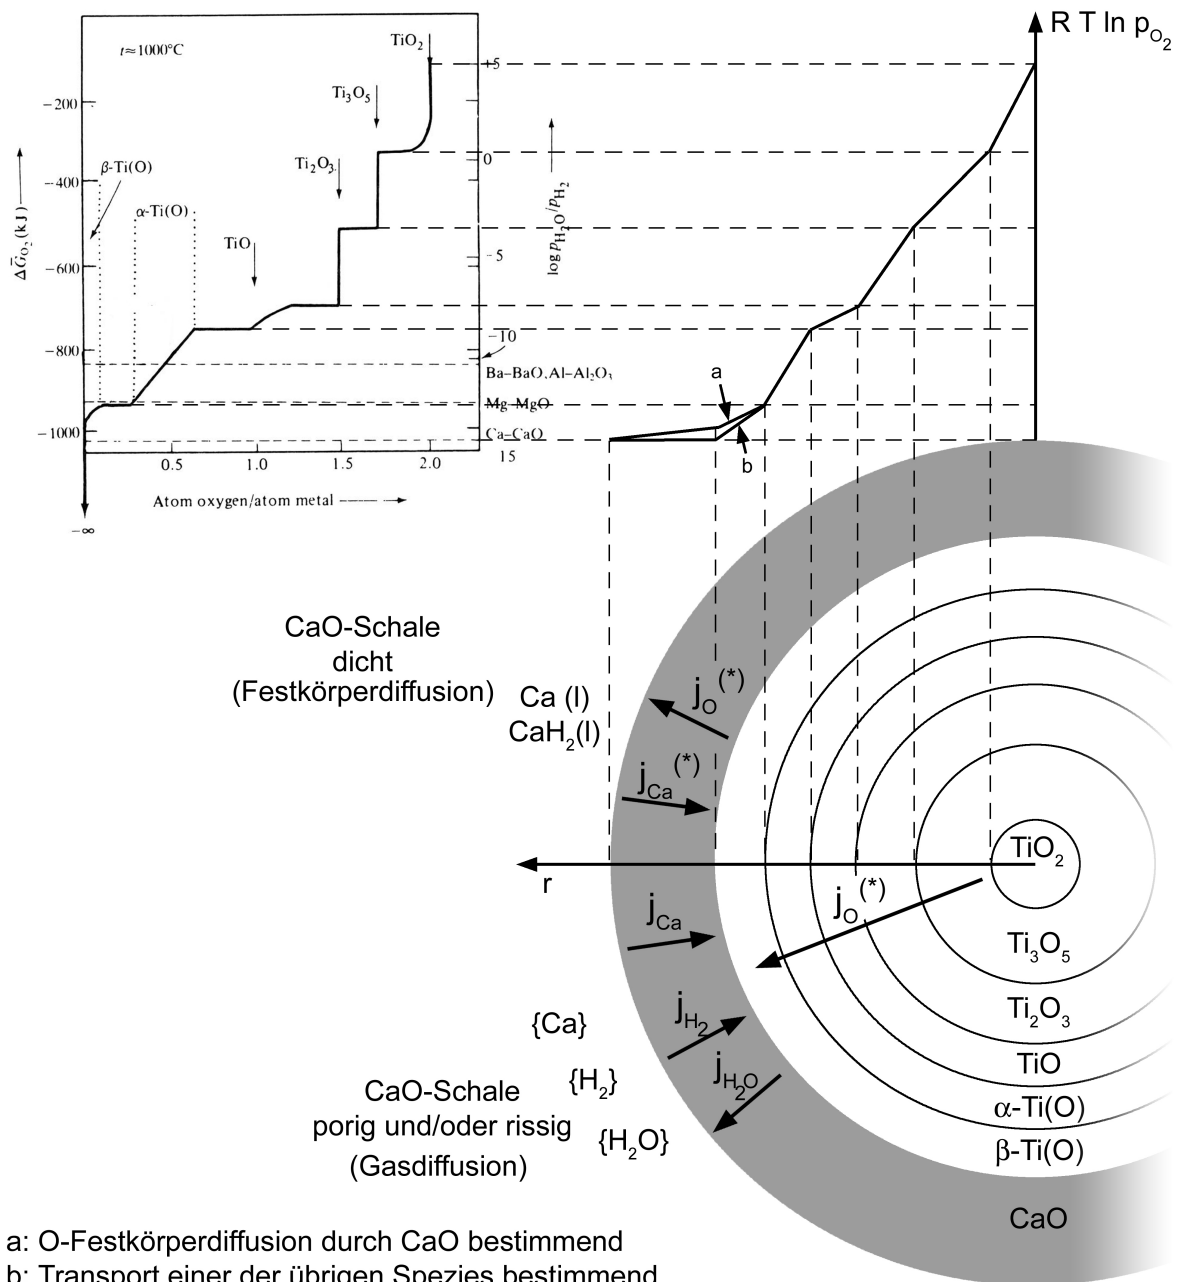 R T ln pO2
t≈1000°C
TiO2
+5
Ti3O5
−200
0
β-Ti(O)
Ti2O3
−400
α-Ti(O)
TiO
ΔḠO2(kJ)
log pH2O/pH2
−5
−600
−10
−800
a
Ba–BaO,Al–Al2O3
Mg–MgO
−1000
Ca–CaO
b
0.5
1.0
1.5
2.0
15
Atom oxygen/atom metal
−∞
CaO-Schale
dicht
(Festkörperdiffusion)
Ca (l)
CaH2(l)
jO(*)
jCa(*)
TiO2
r
jO(*)
jCa
Ti3O5
jH2
Ti2O3
{Ca}
jH2O
TiO
{H2}
CaO-Schale
porig und/oder rissig
(Gasdiffusion)
{H2O}
α-Ti(O)
β-Ti(O)
CaO
a: O-Festkörperdiffusion durch CaO bestimmend
b: Transport einer der übrigen Spezies bestimmend